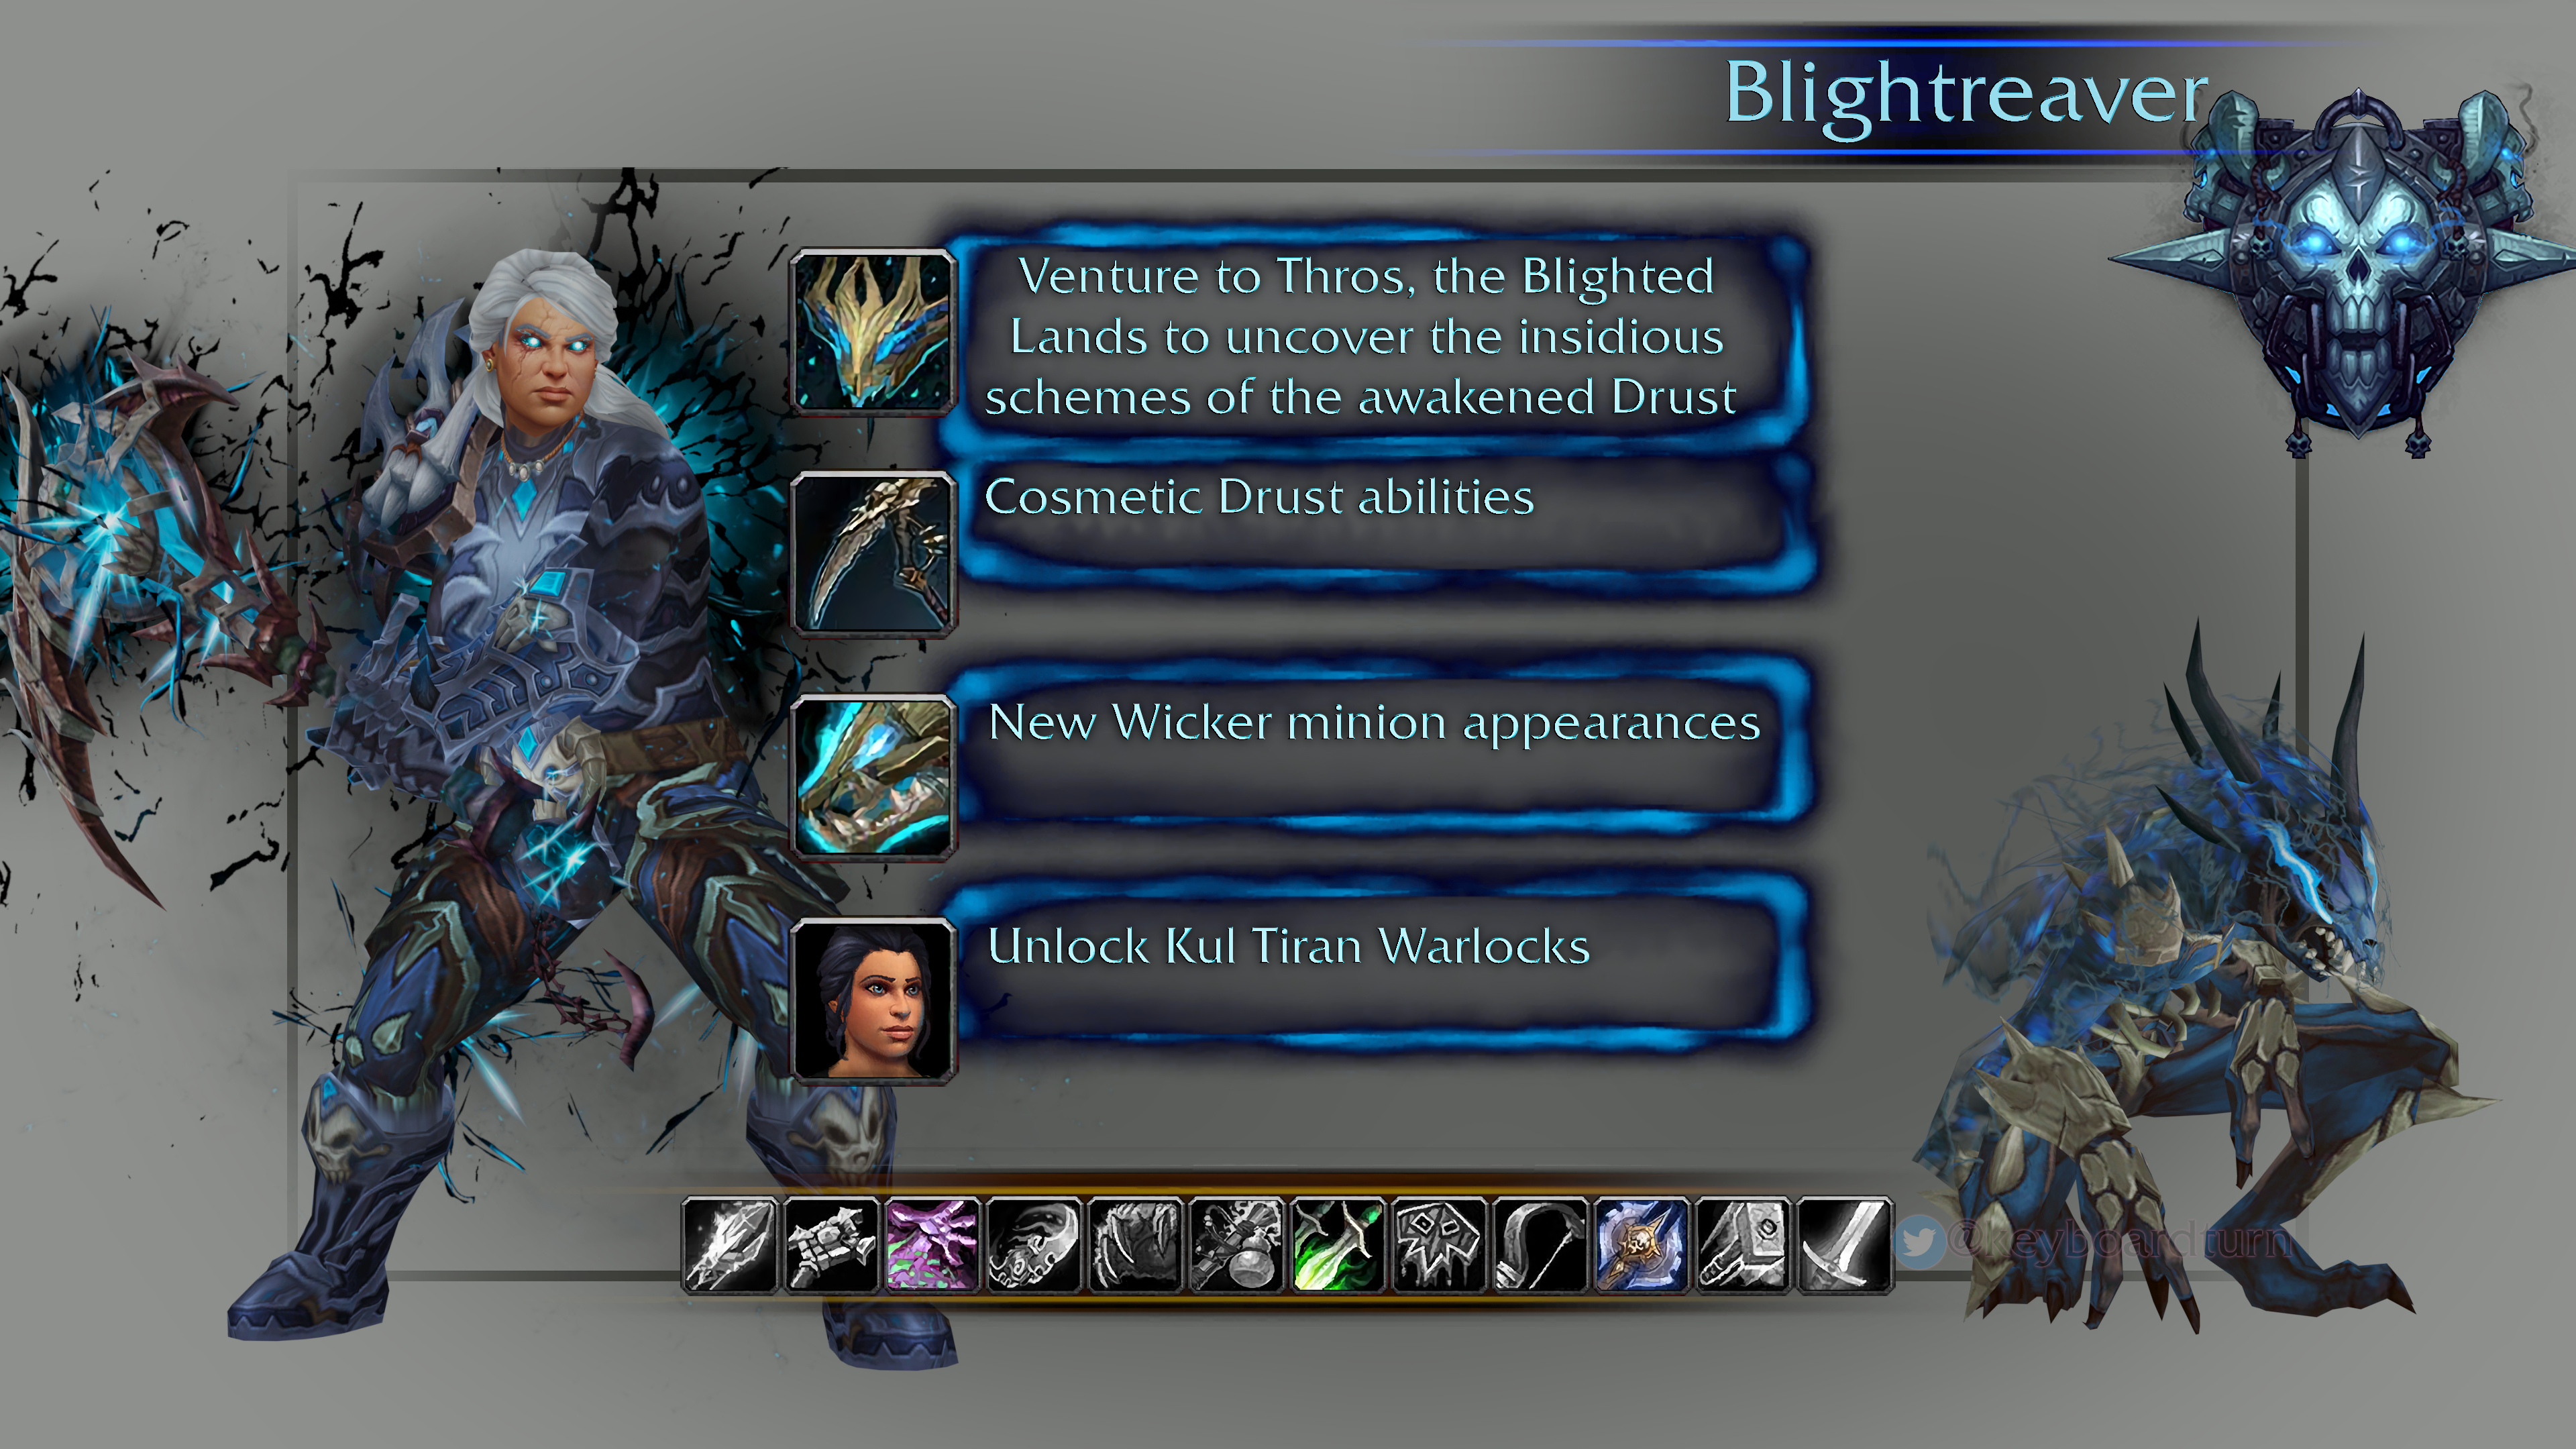 Blightreaver
Venture to Thros, the Blighted
Lands to uncover the insidious
schemes of the awakened Drust
Cosmetic Drust abilities
New Wicker minion appearances
Unlock Kul Tiran Warlocks
@keyboardturn